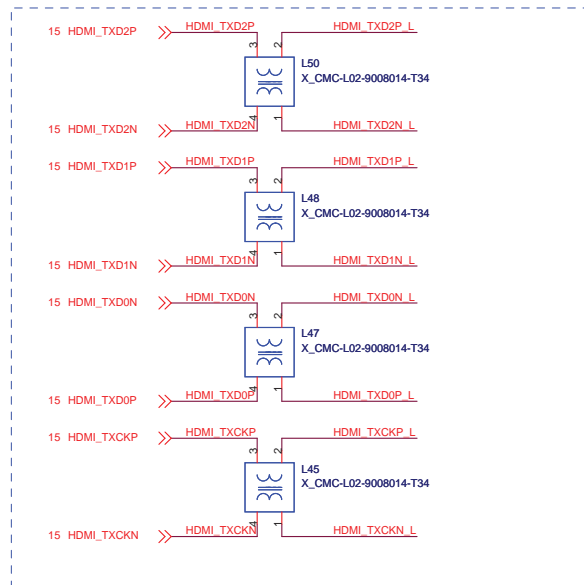 15 HDMI_TXD2P HDMI_TXD2P HDMI_TXD2P_L
3 2
L50
X_CMC-L02-9008014-T34
4 1
15 HDMI_TXD2N HDMI_TXD2N HDMI_TXD2N_L
15 HDMI_TXD1P HDMI_TXD1P HDMI_TXD1P_L
3 2
L48
X_CMC-L02-9008014-T34
4 1
15 HDMI_TXD1N HDMI_TXD1N HDMI_TXD1N_L
15 HDMI_TXD0N HDMI_TXD0N HDMI_TXD0N_L
3 2
L47
X_CMC-L02-9008014-T34
4 1
15 HDMI_TXD0P HDMI_TXD0P HDMI_TXD0P_L
15 HDMI_TXCKP HDMI_TXCKP HDMI_TXCKP_L
3 2
L45
X_CMC-L02-9008014-T34
4 1
15 HDMI_TXCKN HDMI_TXCKN HDMI_TXCKN_L